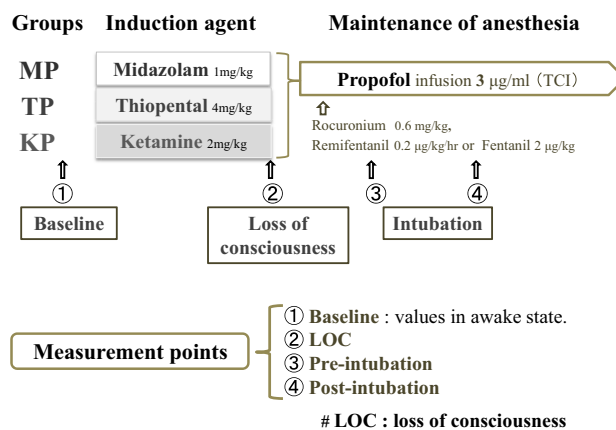 Groups Induction agent Maintenance of anesthesia
MP Midazolam 1mg/kg
Propofol infusion 3 μg/ml (TCI)
TP Thiopental 4mg/kg
Rocuronium 0.6 mg/kg,
KP Ketamine 2mg/kg
Remifentanil 0.2 μg/kg/hr or Fentanil 2 μg/kg
① ② ③ ④
Baseline Loss of consciousness Intubation
Measurement points
① Baseline : values in awake state.
② LOC
③ Pre-intubation
④ Post-intubation
# LOC : loss of consciousness